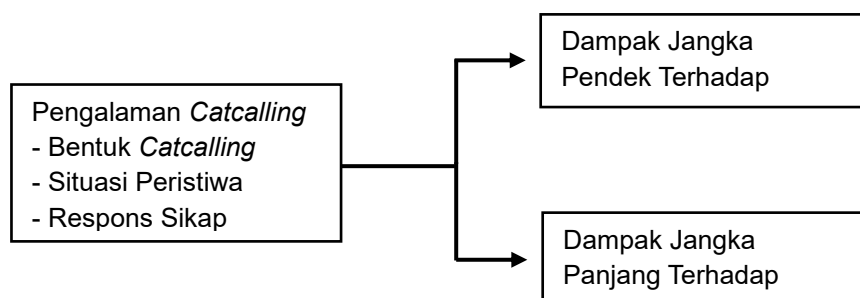 Pengalaman Catcalling
- Bentuk Catcalling
- Situasi Peristiwa
- Respons Sikap
Dampak Jangka
Pendek Terhadap
Dampak Jangka
Panjang Terhadap